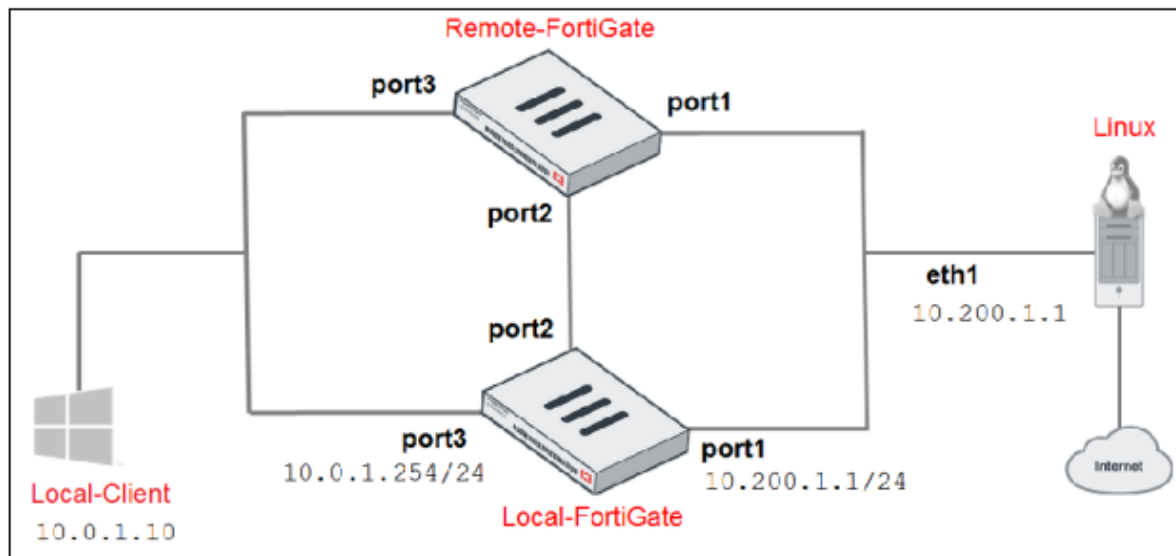 Remote-FortiGate
port3
port1
Linux
port2
eth1
10.200.1.1
port2
port3
10.0.1.254/24
port1
10.200.1.1/24
Internet
Local-Client
10.0.1.10
Local-FortiGate